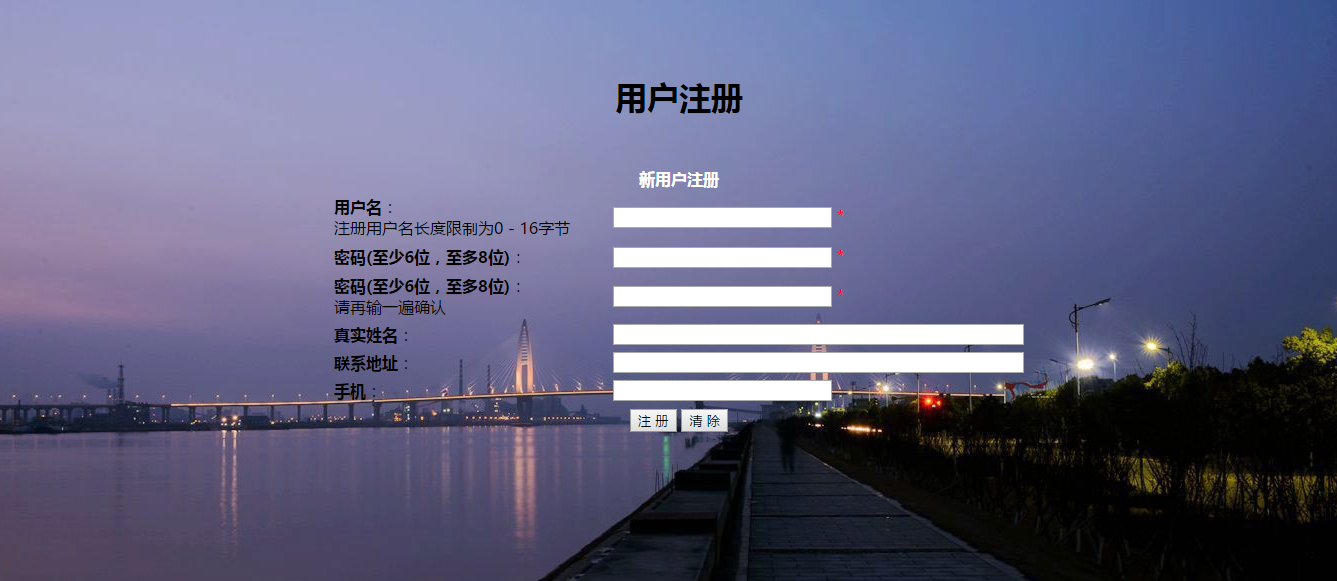 用户注册
新用户注册
用户名：
*
注册用户名长度限制为0 - 16字节
密码(至少6位，至多8位)：
*
密码(至少6位，至多8位)：
*
请再输一遍确认
真实姓名：
联系地址：
手机：
注 册 清 除